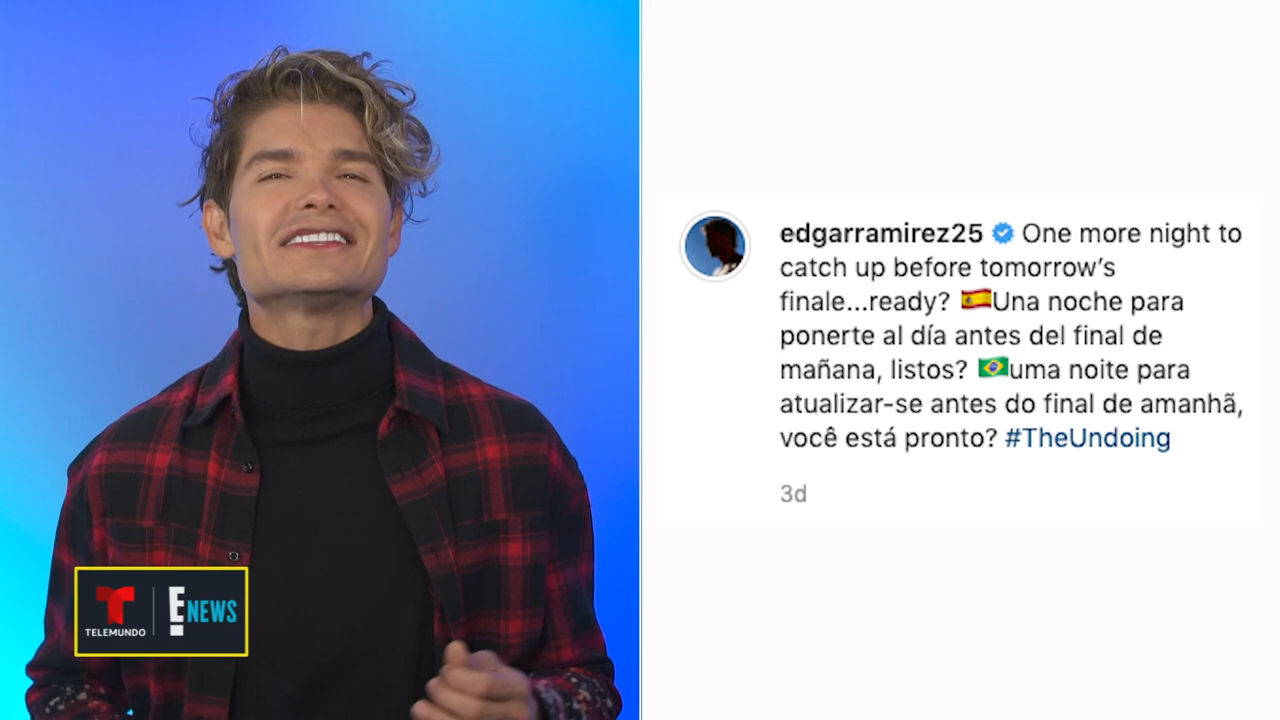 TELEMUNDO
E! NEWS
edgarramirez25 One more night to
catch up before tomorrow’s
finale...ready? 🇪🇸Una noche para
ponerte al día antes del final de
mañana, listos? 🇧🇷uma noite para
atualizar-se antes do final de amanhã,
você está pronto? #TheUndoing
3d